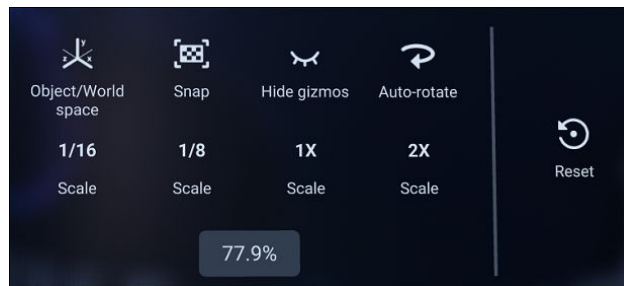 Object/World
space
Snap
Hide gizmos
Auto-rotate
1/16
1/8
1X
2X
Scale
Scale
Scale
Scale
Reset
77.9%